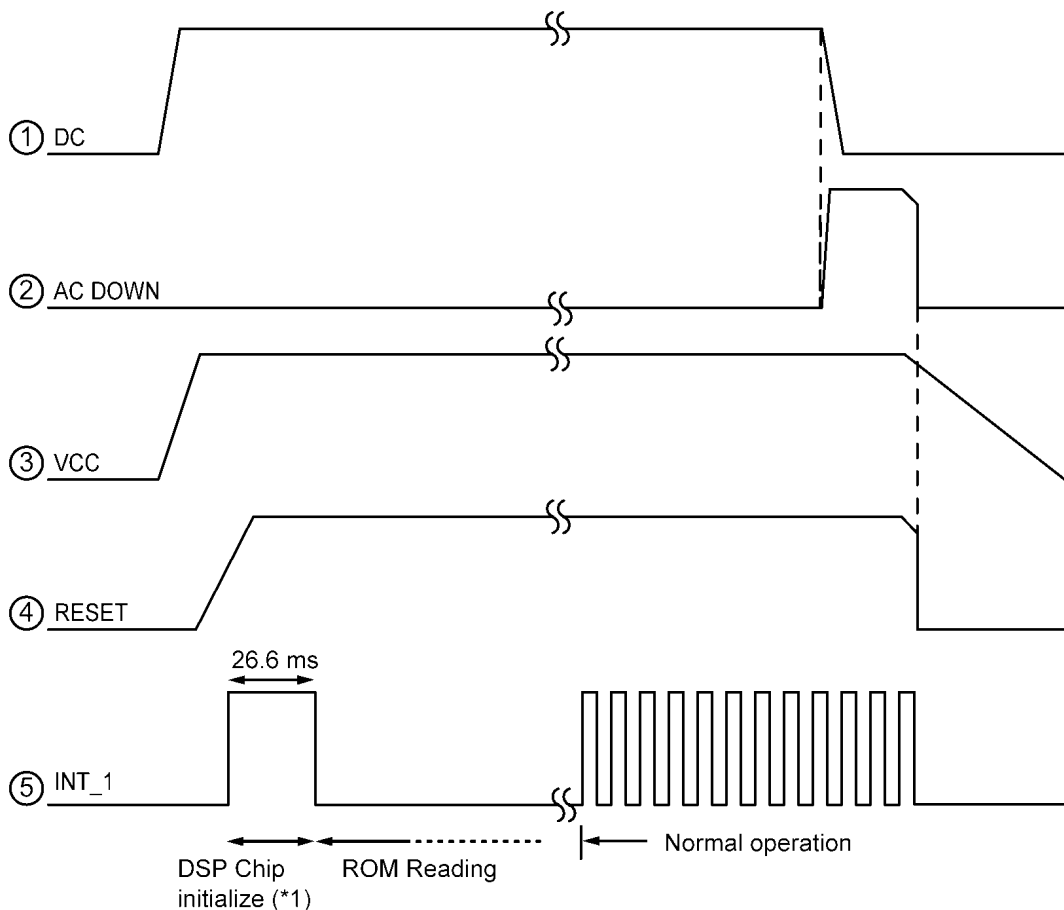 ① DC
② AC DOWN
③ VCC
④ RESET
26.6 ms
⑤ INT_1
Normal operation
DSP Chip
initialize (*1)
ROM Reading